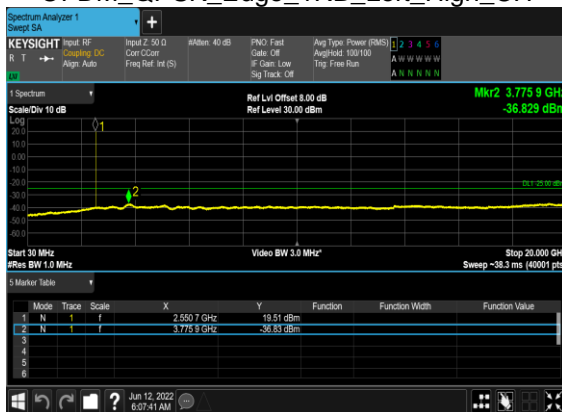 Spectrum Analyzer 1
Swept SA
+
KEYSIGHT
R T
LU
Input: RF
Coupling: DC
Align: Auto
Input Z: 50 Ω
Corr CCorr
Freq Ref: Int (S)
#Atten: 40 dB
PNO: Fast
Gate: Off
IF Gain: Low
Sig Track: Off
Avg Type: Power (RMS)
Avg|Hold: 100/100
Trig: Free Run
1 2 3 4 5 6
A W W W W W
A N N N N N
1 Spectrum
Scale/Div 10 dB
Ref Lvl Offset 8.00 dB
Ref Level 30.00 dBm
Mkr2 3.775 9 GHz
-36.829 dBm
Log
20.0
10.0
0.00
-10.0
-20.0
-30.0
-40.0
-50.0
-60.0
1
2
Start 30 MHz
#Res BW 1.0 MHz
Video BW 3.0 MHz*
Stop 20.000 GH
Sweep ~38.3 ms (40001 pts
5 Marker Table
Mode Trace Scale X Y Function Function Width Function Value
1 N 1 f 2.550 7 GHz 19.51 dBm
2 N 1 f 3.775 9 GHz -36.83 dBm
3
4
5
6
?
Jun 12, 2022
6:07:41 AM